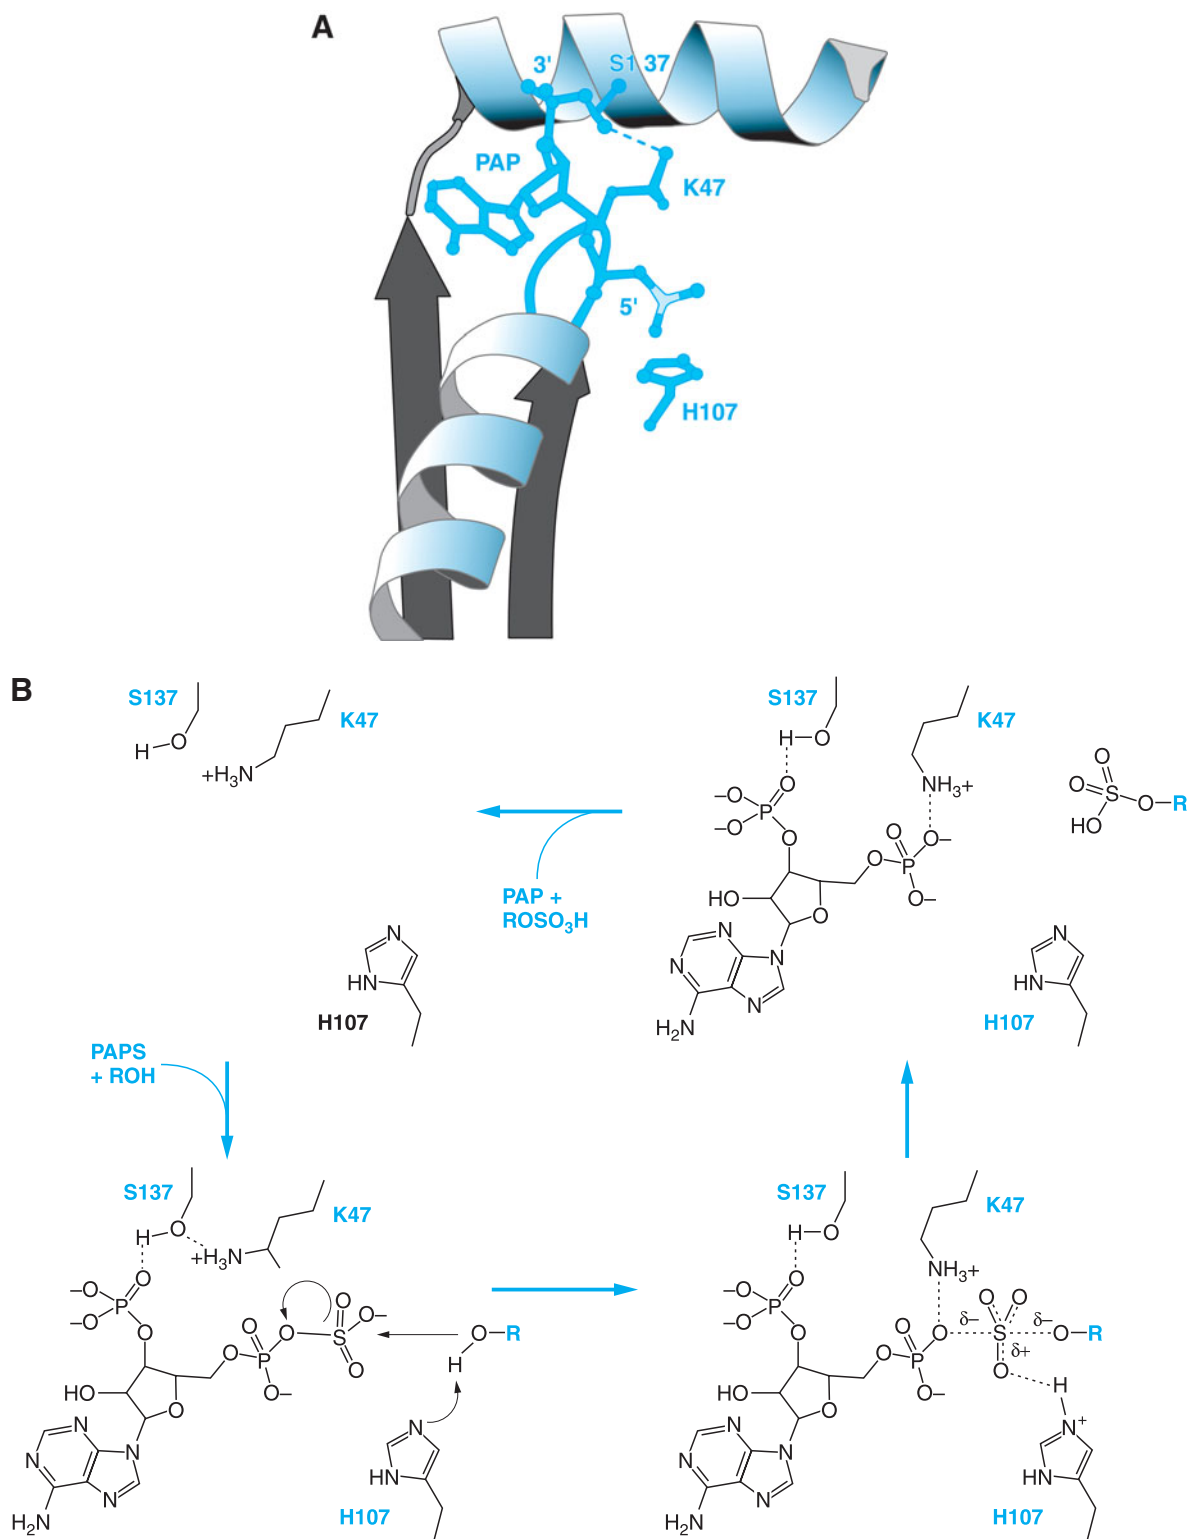 A
3'
S1 37
PAP
K47
5'
H107
B
S137
K47
H
O
+H3N
N
HN
H107
PAP +
ROSO3H
S137
K47
H
O
O
–O
P
–O
O
NH3+
O
O–
O
P
O–
HO
O
N
N
N
N
H2N
O
O
S
O
R
HO
N
HN
H107
PAPS
+ ROH
S137
K47
H
O
+H3N
O
–O
P
–O
O
O
O
O
P
O–
O
S
O–
O
O
R
H
HO
O
N
N
N
N
H2N
N
HN
H107
S137
K47
H
O
NH3+
O
–O
P
–O
O
O
O
O
P
O–
O
O
δ–
S
δ–
O
R
δ+
O
H
HO
O
N
N
N
N
H2N
N+
HN
H107